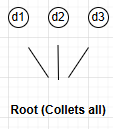 d1 d2 d3
Root (Collets all)